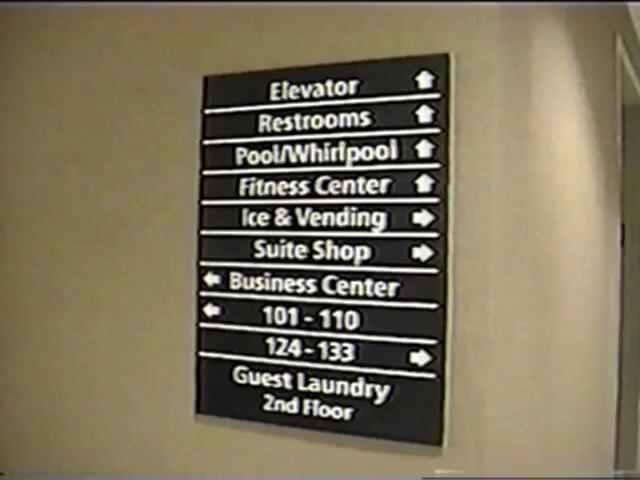 Elevator
Restrooms
Pool/Whirlpool
Fitness Center
Ice & Vending
Suite Shop
Business Center
101 - 110
124 - 133
Guest Laundry
2nd Floor